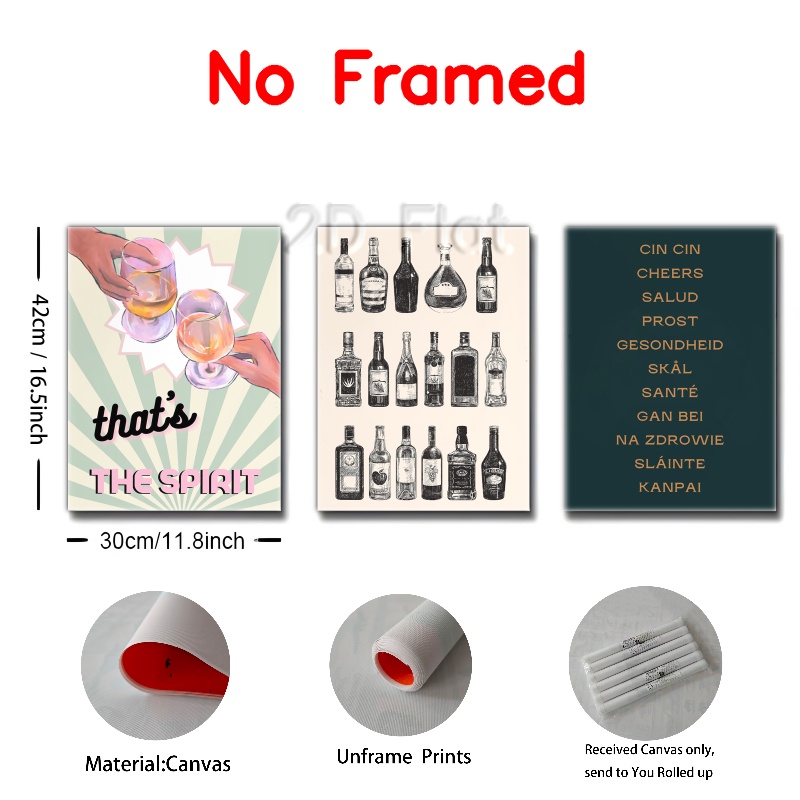 No Framed
2D Flat
that's
THE SPIRIT
CIN CIN
CHEERS
SALUD
PROST
GESONDHEID
SKÅL
SANTÉ
GAN BEI
NA ZDROWIE
SLÁINTE
KANPAI
42cm / 16.5inch
30cm/11.8inch
Material:Canvas
Unframe Prints
Received Canvas only,
send to You Rolled up